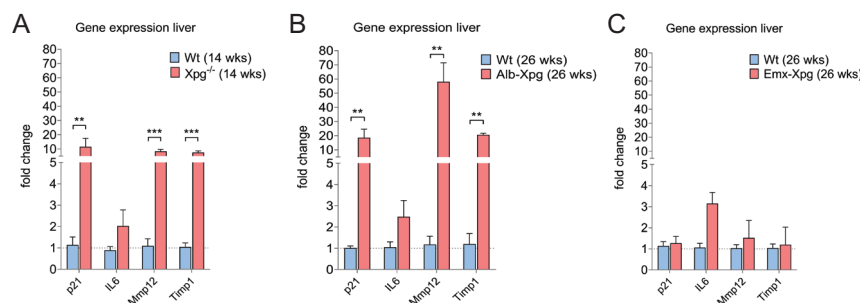 A
Gene expression liver
fold change
80
70
60
50
40
30
20
10
5
4
3
2
1
0
Wt (14 wks)
Xpg-/- (14 wks)
**
***
***
p21
IL6
Mmp12
Timp1
B
Gene expression liver
fold change
80
70
60
50
40
30
20
10
5
4
3
2
1
0
Wt (26 wks)
Alb-Xpg (26 wks)
**
**
**
p21
IL6
Mmp12
Timp1
C
Gene expression liver
fold change
80
70
60
50
40
30
20
10
5
4
3
2
1
0
Wt (26 wks)
Emx-Xpg (26 wks)
p21
IL6
Mmp12
Timp1